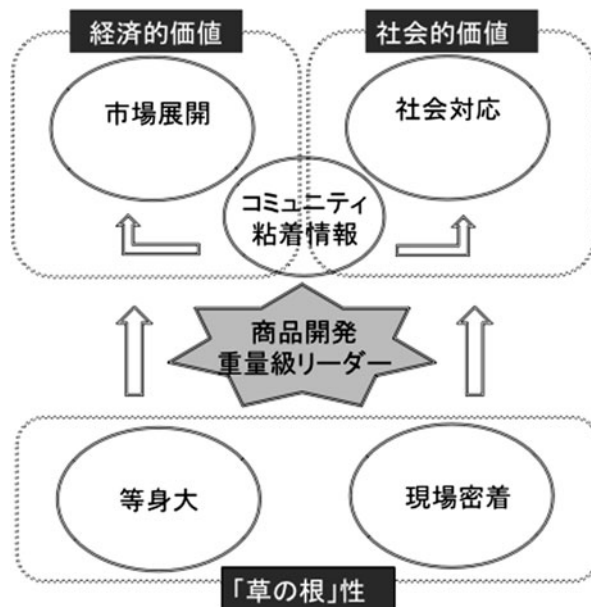 経済的価値
社会的価値
市場展開
社会対応
コミュニティ
粘着情報
商品開発
重量級リーダー
等身大
現場密着
「草の根」性